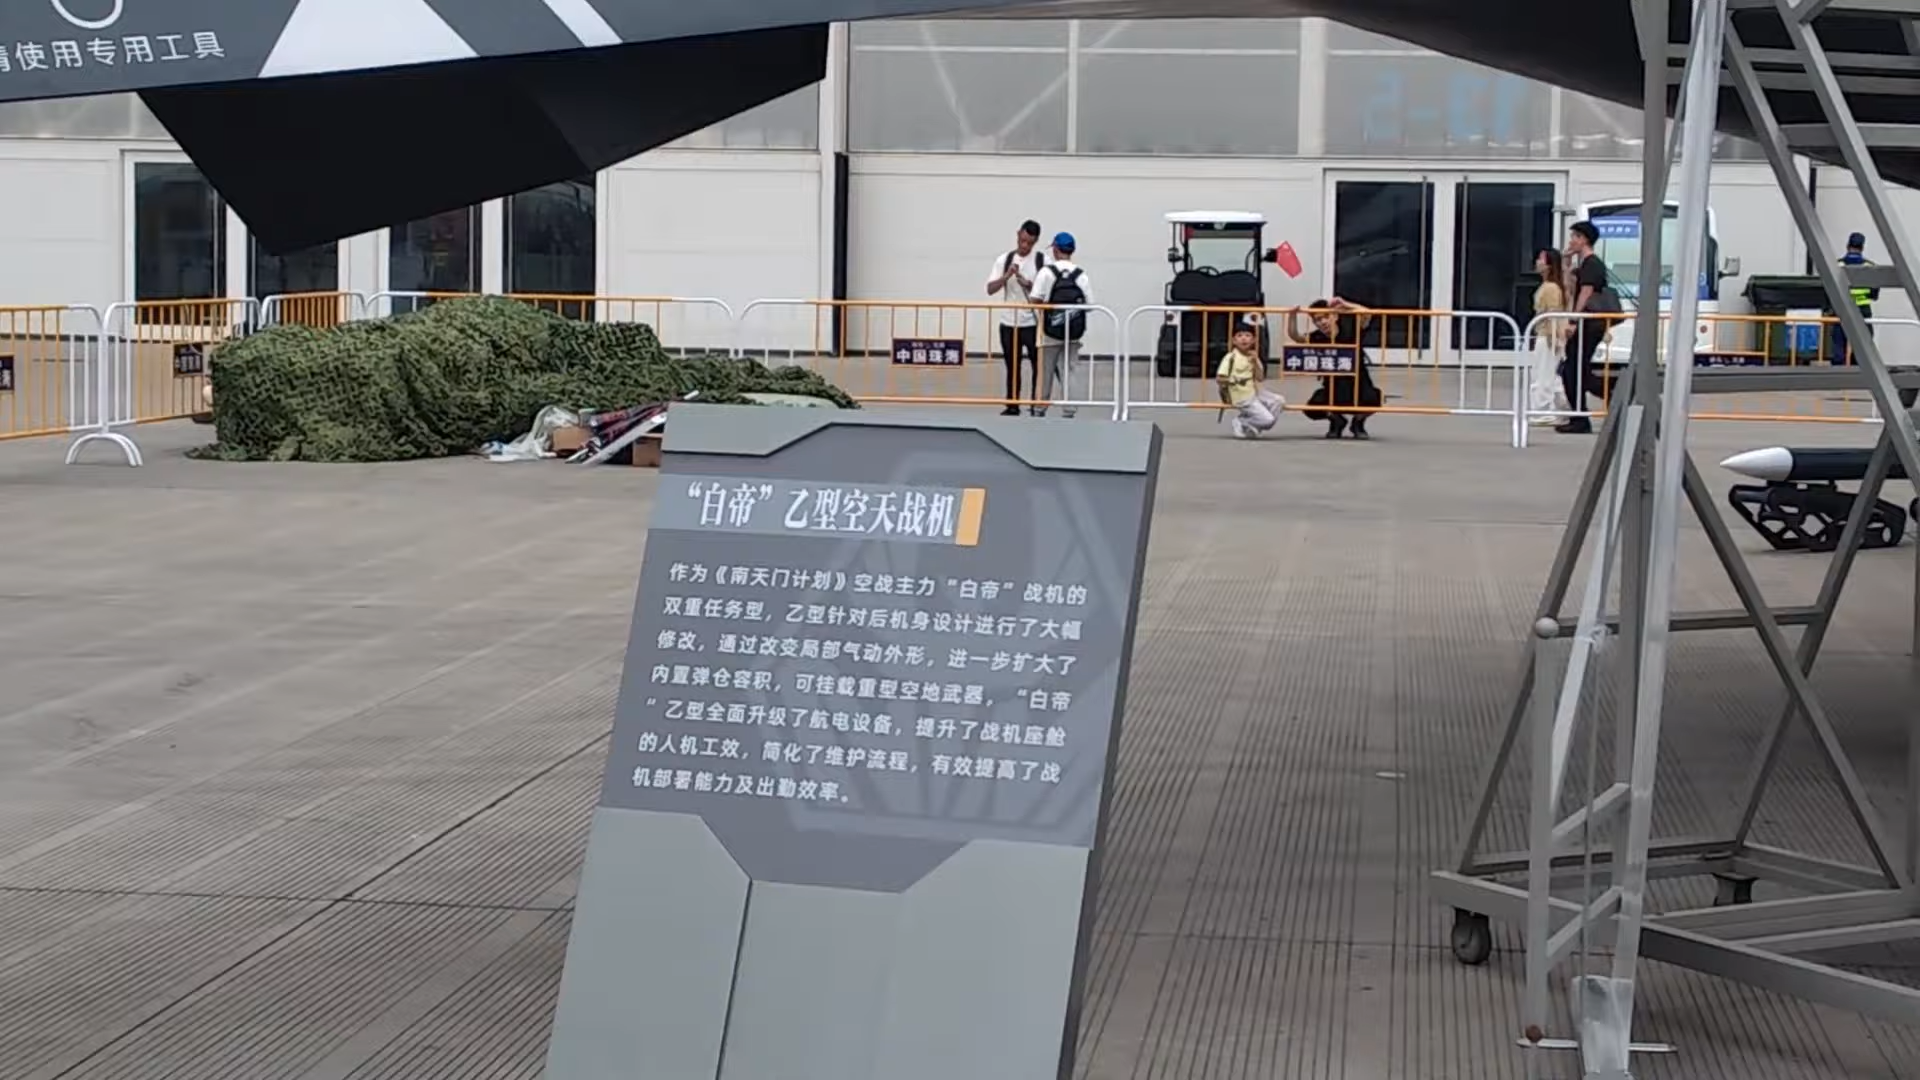 请使用专用工具
13-5
中国珠海
中国珠海
“白帝”乙型空天战机
作为《南天门计划》空战主力“白帝”战机的
双重任务型，乙型针对后机身设计进行了大幅
修改，通过改变局部气动外形，进一步扩大了
内置弹仓容积，可挂载重型空地武器，“白帝
”乙型全面升级了航电设备，提升了战机座舱
的人机工效，简化了维护流程，有效提高了战
机部署能力及出勤效率。